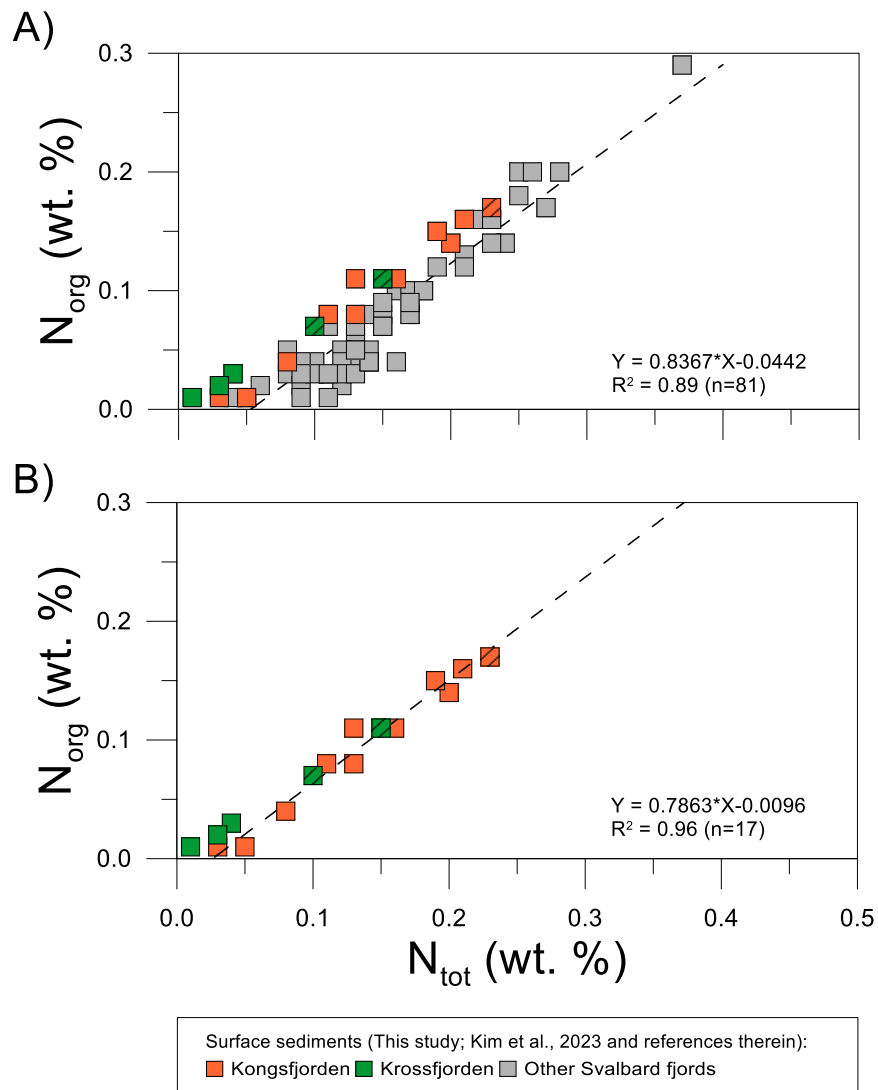 A)
0.3
0.2
0.1
0.0
Norg (wt. %)
Y = 0.8367*X-0.0442
R² = 0.89 (n=81)
B)
0.3
0.2
0.1
0.0
Norg (wt. %)
Y = 0.7863*X-0.0096
R² = 0.96 (n=17)
0.0 0.1 0.2 0.3 0.4 0.5
Ntot (wt. %)
Surface sediments (This study; Kim et al., 2023 and references therein):
Kongsfjorden Krossfjorden Other Svalbard fjords